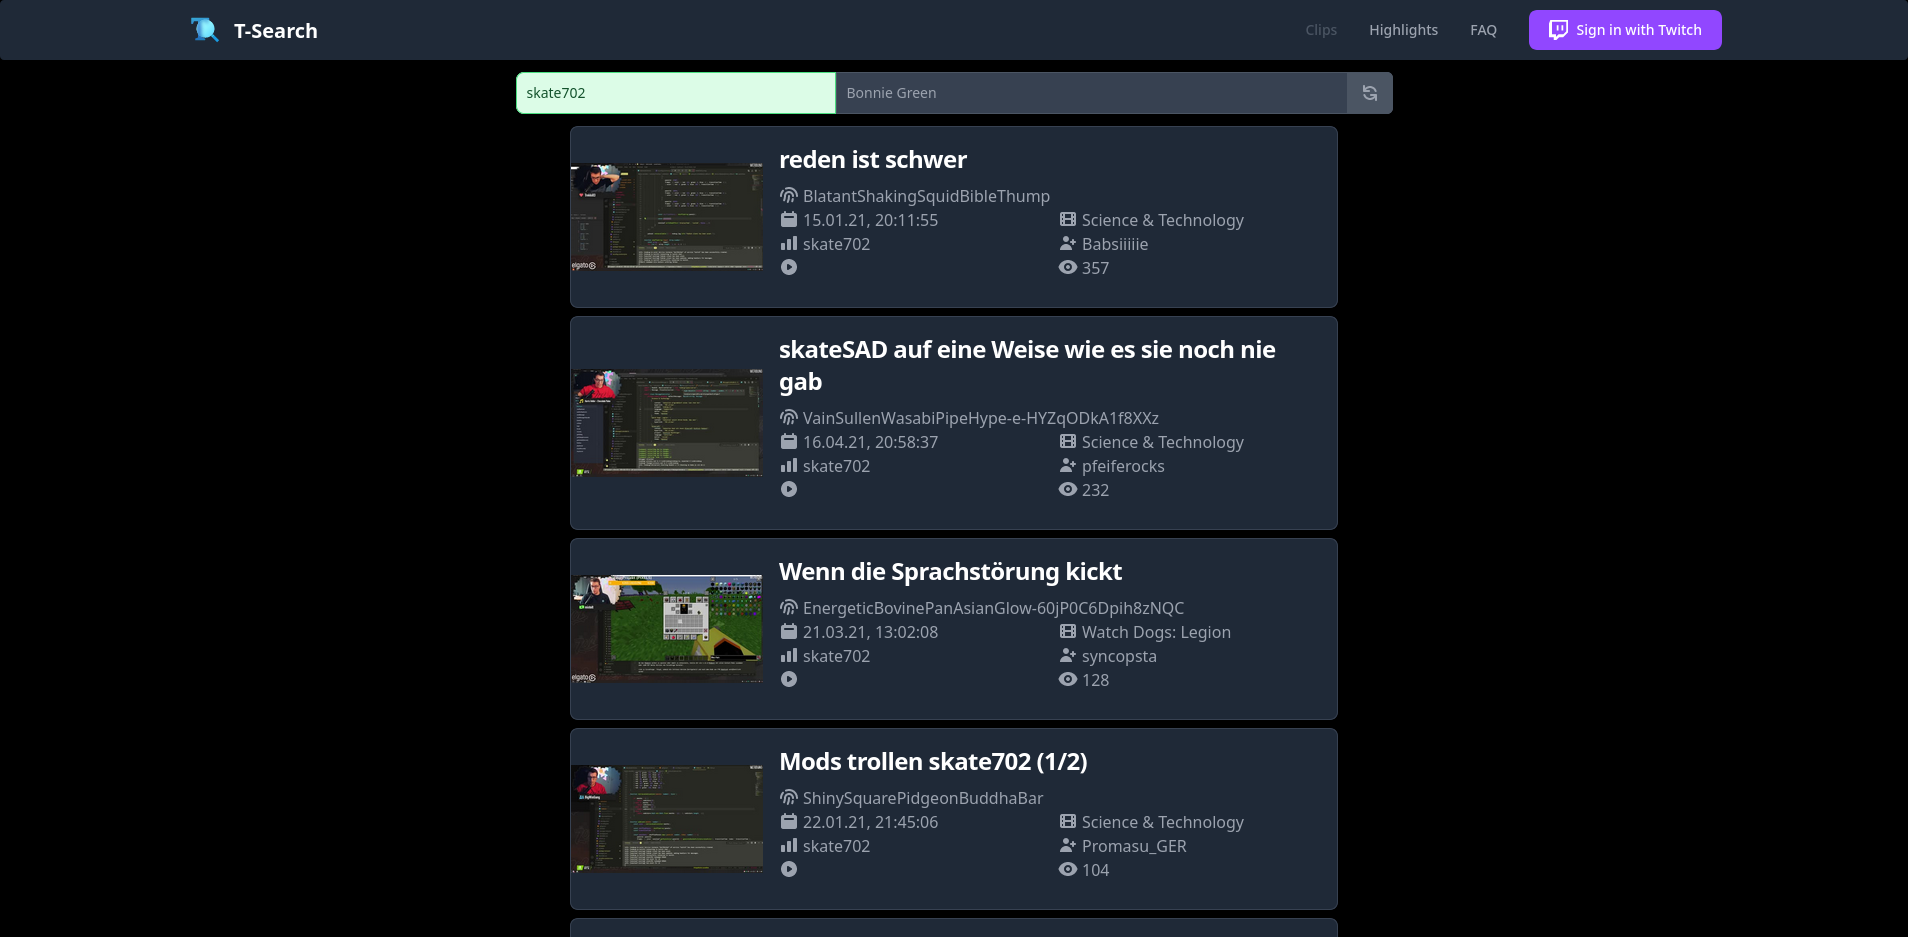 T-Search
Clips
Highlights
FAQ
Sign in with Twitch
skate702
Bonnie Green
reden ist schwer
BlatantShakingSquidBibleThump
15.01.21, 20:11:55
Science & Technology
skate702
Babsiiiiie
357
elgato
skateSAD auf eine Weise wie es sie noch nie
gab
VainSullenWasabiPipeHype-e-HYZqODkA1f8XXz
16.04.21, 20:58:37
Science & Technology
skate702
pfeiferocks
232
Wenn die Sprachstörung kickt
EnergeticBovinePanAsianGlow-60jP0C6Dpih8zNQC
21.03.21, 13:02:08
Watch Dogs: Legion
skate702
syncopsta
128
elgato
Mods trollen skate702 (1/2)
ShinySquarePidgeonBuddhaBar
22.01.21, 21:45:06
Science & Technology
skate702
Promasu_GER
104